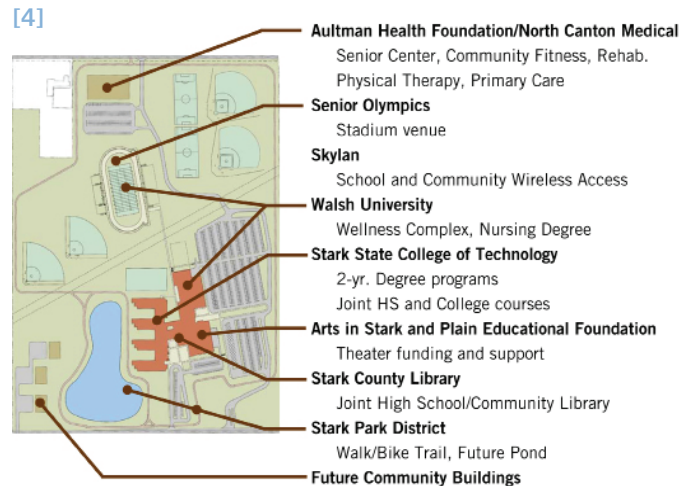 [4]
Aultman Health Foundation/North Canton Medical
Senior Center, Community Fitness, Rehab.
Physical Therapy, Primary Care
Senior Olympics
Stadium venue
Skylan
School and Community Wireless Access
Walsh University
Wellness Complex, Nursing Degree
Stark State College of Technology
2-yr. Degree programs
Joint HS and College courses
Arts in Stark and Plain Educational Foundation
Theater funding and support
Stark County Library
Joint High School/Community Library
Stark Park District
Walk/Bike Trail, Future Pond
Future Community Buildings